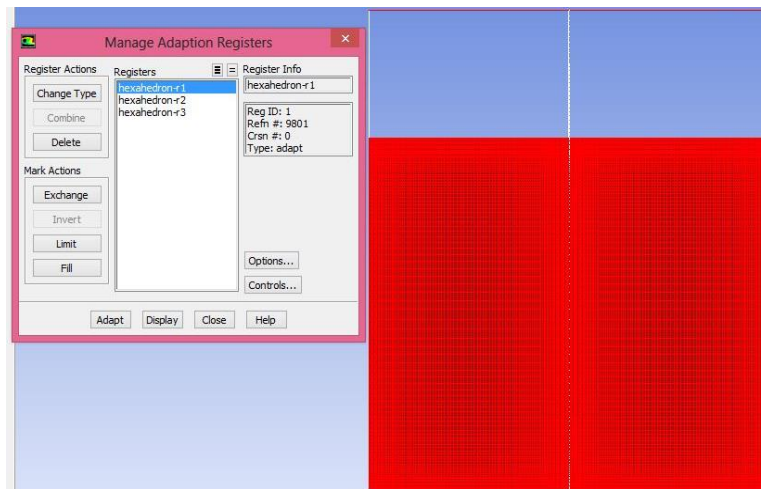 Manage Adaption Registers
Register Actions
Change Type
Combine
Delete
Mark Actions
Exchange
Invert
Limit
Fill
Registers
hexahedron-r1
hexahedron-r2
hexahedron-r3
Register Info
hexahedron-r1
Reg ID: 1
Refn #: 9801
Crsn #: 0
Type: adapt
Options...
Controls...
Adapt
Display
Close
Help